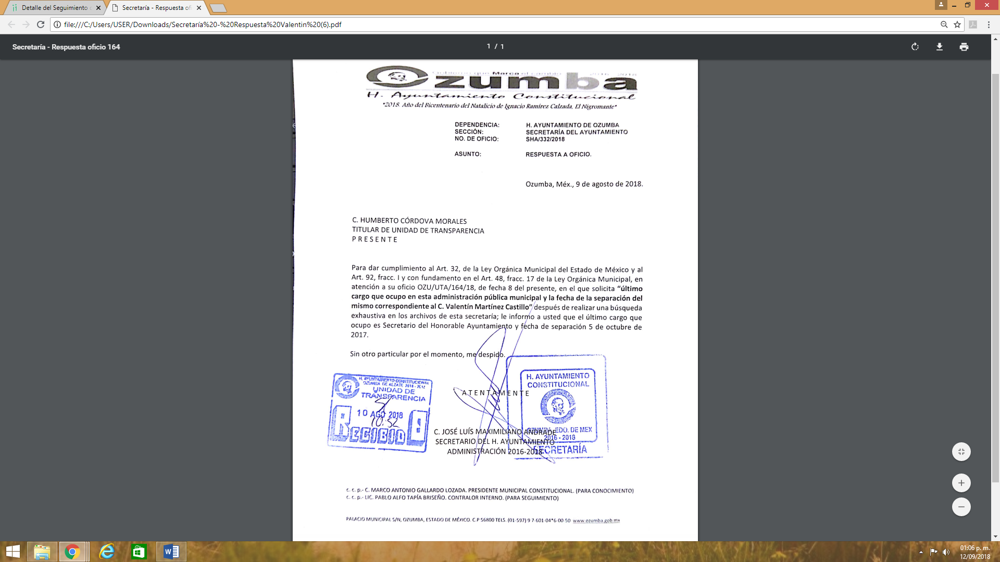 Detalle del Seguimiento
Secretaría - Respuesta ofi
file:///C:/Users/USER/Downloads/Secretaría%20-%20Respuesta%20Valentin%20(6).pdf
Secretaría - Respuesta oficio 164
1 / 1
Gobierno que Marca el cambio 2016 - 2018
Ozumba
H. Ayuntamiento Constitucional
"2018. Año del Bicentenario del Natalicio de Ignacio Ramírez Calzada, El Nigromante"
DEPENDENCIA: H. AYUNTAMIENTO DE OZUMBA
SECCIÓN: SECRETARÍA DEL AYUNTAMIENTO
NO. DE OFICIO: SHA/332/2018
ASUNTO: RESPUESTA A OFICIO.
Ozumba, Méx., 9 de agosto de 2018.
C. HUMBERTO CÓRDOVA MORALES
TITULAR DE UNIDAD DE TRANSPARENCIA
P R E S E N T E
Para dar cumplimiento al Art. 32, de la Ley Orgánica Municipal del Estado de México y al
Art. 92, fracc. I y con fundamento en el Art. 48, fracc. 17 de la Ley Orgánica Municipal, en
atención a su oficio OZU/UTA/164/18, de fecha 8 del presente, en el que solicita “último
cargo que ocupo en esta administración pública municipal y la fecha de la separación del
mismo correspondiente al C. Valentín Martínez Castillo” después de realizar una búsqueda
exhaustiva en los archivos de esta secretaría; le informo a usted que el último cargo que
ocupo es Secretario del Honorable Ayuntamiento y fecha de separación 5 de octubre de
2017.
Sin otro particular por el momento, me despido.
H. AYUNTAMIENTO CONSTITUCIONAL
OZUMBA DE ALZATE 2016 - 2018
UNIDAD DE
TRANSPARENCIA
10 AGO 2018
10:52
RECIBIDO
A T E N T A M E N T E
C. JOSÉ LUÍS MAXIMILIANO ANDRADE
SECRETARIO DEL H. AYUNTAMIENTO
ADMINISTRACIÓN 2016-2018
H. AYUNTAMIENTO
CONSTITUCIONAL
OZUMBA, EDO. DE MEX
2016 - 2018
SECRETARÍA
c. c. p.- C. MARCO ANTONIO GALLARDO LOZADA. PRESIDENTE MUNICIPAL CONSTITUCIONAL. (PARA CONOCIMIENTO)
c. c. p.- LIC. PABLO ALFO TAPÍA BRISEÑO. CONTRALOR INTERNO. (PARA SEGUIMIENTO)
PALACIO MUNICIPAL S/N, OZUMBA, ESTADO DE MÉXICO. C.P 56800 TELS. (01-597) 9 7-601-04*6-00-50 www.ozumba.gob.mx
01:06 p. m.
12/09/2018